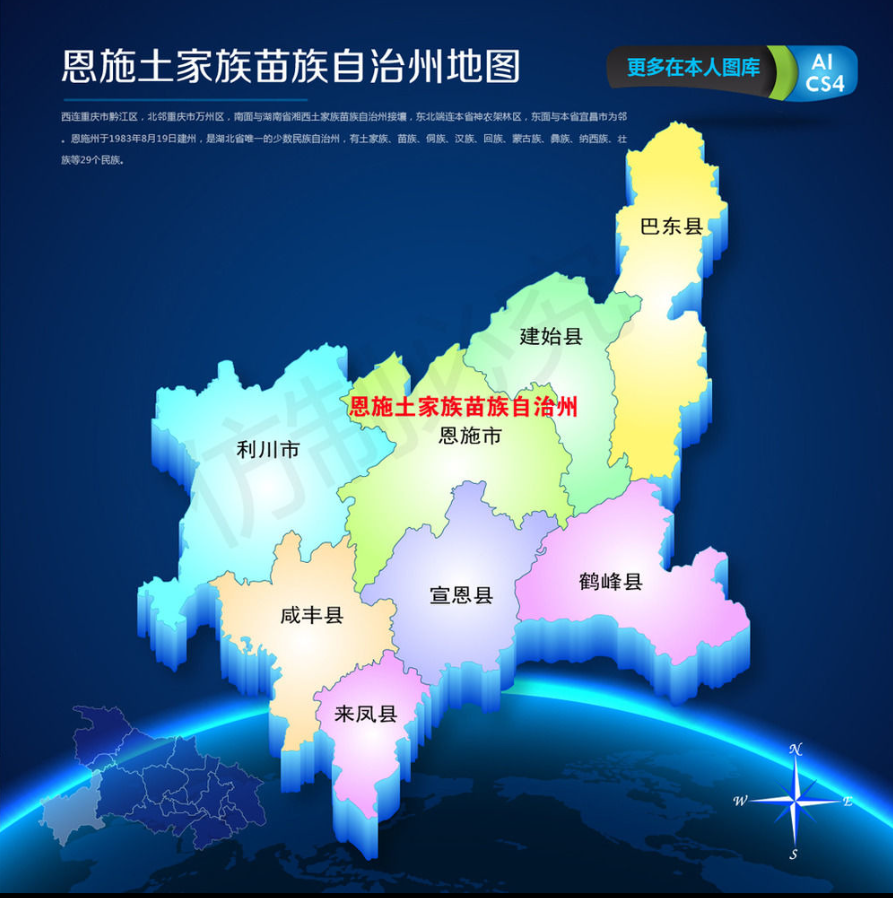 恩施土家族苗族自治州地图
更多在本人图库
AI
CS4
西连重庆市黔江区，北邻重庆市万州区，南面与湖南省湘西土家族苗族自治州接壤，东北端连本省神农架林区，东面与本省宜昌市为邻
。恩施州于1983年8月19日建州，是湖北省唯一的少数民族自治州，有土家族、苗族、侗族、汉族、回族、蒙古族、彝族、纳西族、壮
族等29个民族。
巴东县
建始县
恩施土家族苗族自治州
恩施市
利川市
鹤峰县
宣恩县
咸丰县
来凤县
仿制必究
N
W
E
S